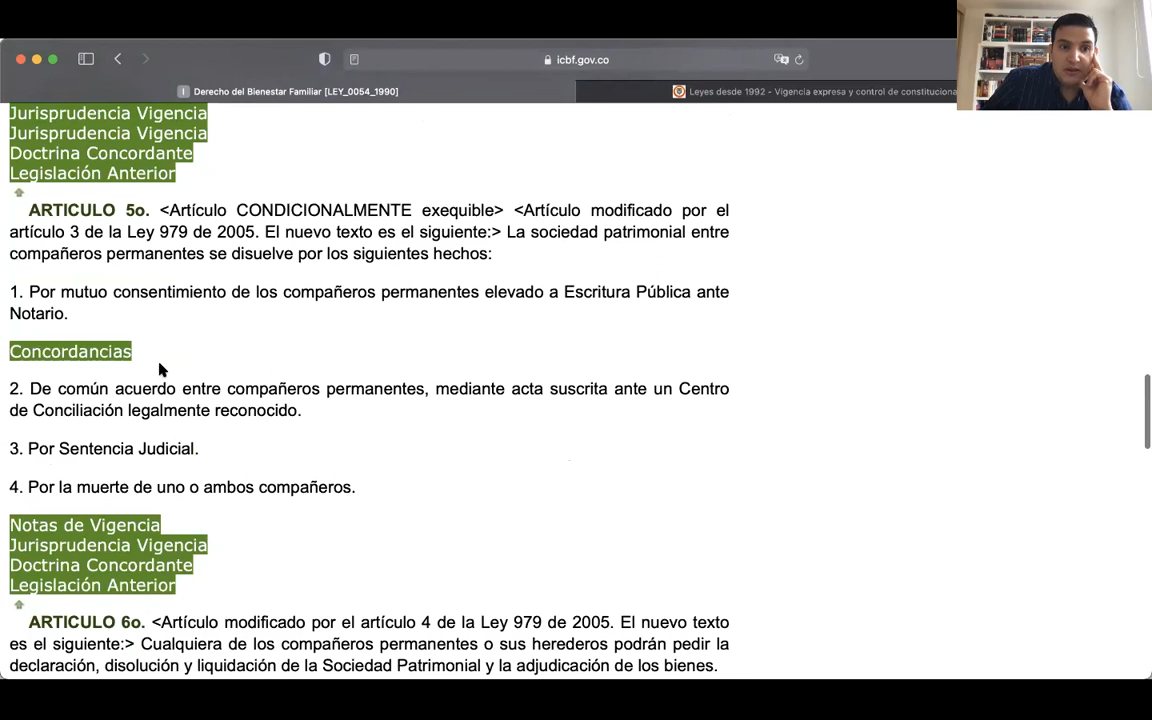 icbf.gov.co
I Derecho del Bienestar Familiar [LEY_0054_1990]
Leyes desde 1992 - Vigencia expresa y control de constituciona
Jurisprudencia Vigencia
Jurisprudencia Vigencia
Doctrina Concordante
Legislación Anterior
ARTICULO 5o. <Artículo CONDICIONALMENTE exequible> <Artículo modificado por el
artículo 3 de la Ley 979 de 2005. El nuevo texto es el siguiente:> La sociedad patrimonial entre
compañeros permanentes se disuelve por los siguientes hechos:
1. Por mutuo consentimiento de los compañeros permanentes elevado a Escritura Pública ante
Notario.
Concordancias
2. De común acuerdo entre compañeros permanentes, mediante acta suscrita ante un Centro
de Conciliación legalmente reconocido.
3. Por Sentencia Judicial.
4. Por la muerte de uno o ambos compañeros.
Notas de Vigencia
Jurisprudencia Vigencia
Doctrina Concordante
Legislación Anterior
ARTICULO 6o. <Artículo modificado por el artículo 4 de la Ley 979 de 2005. El nuevo texto
es el siguiente:> Cualquiera de los compañeros permanentes o sus herederos podrán pedir la
declaración, disolución y liquidación de la Sociedad Patrimonial y la adjudicación de los bienes.